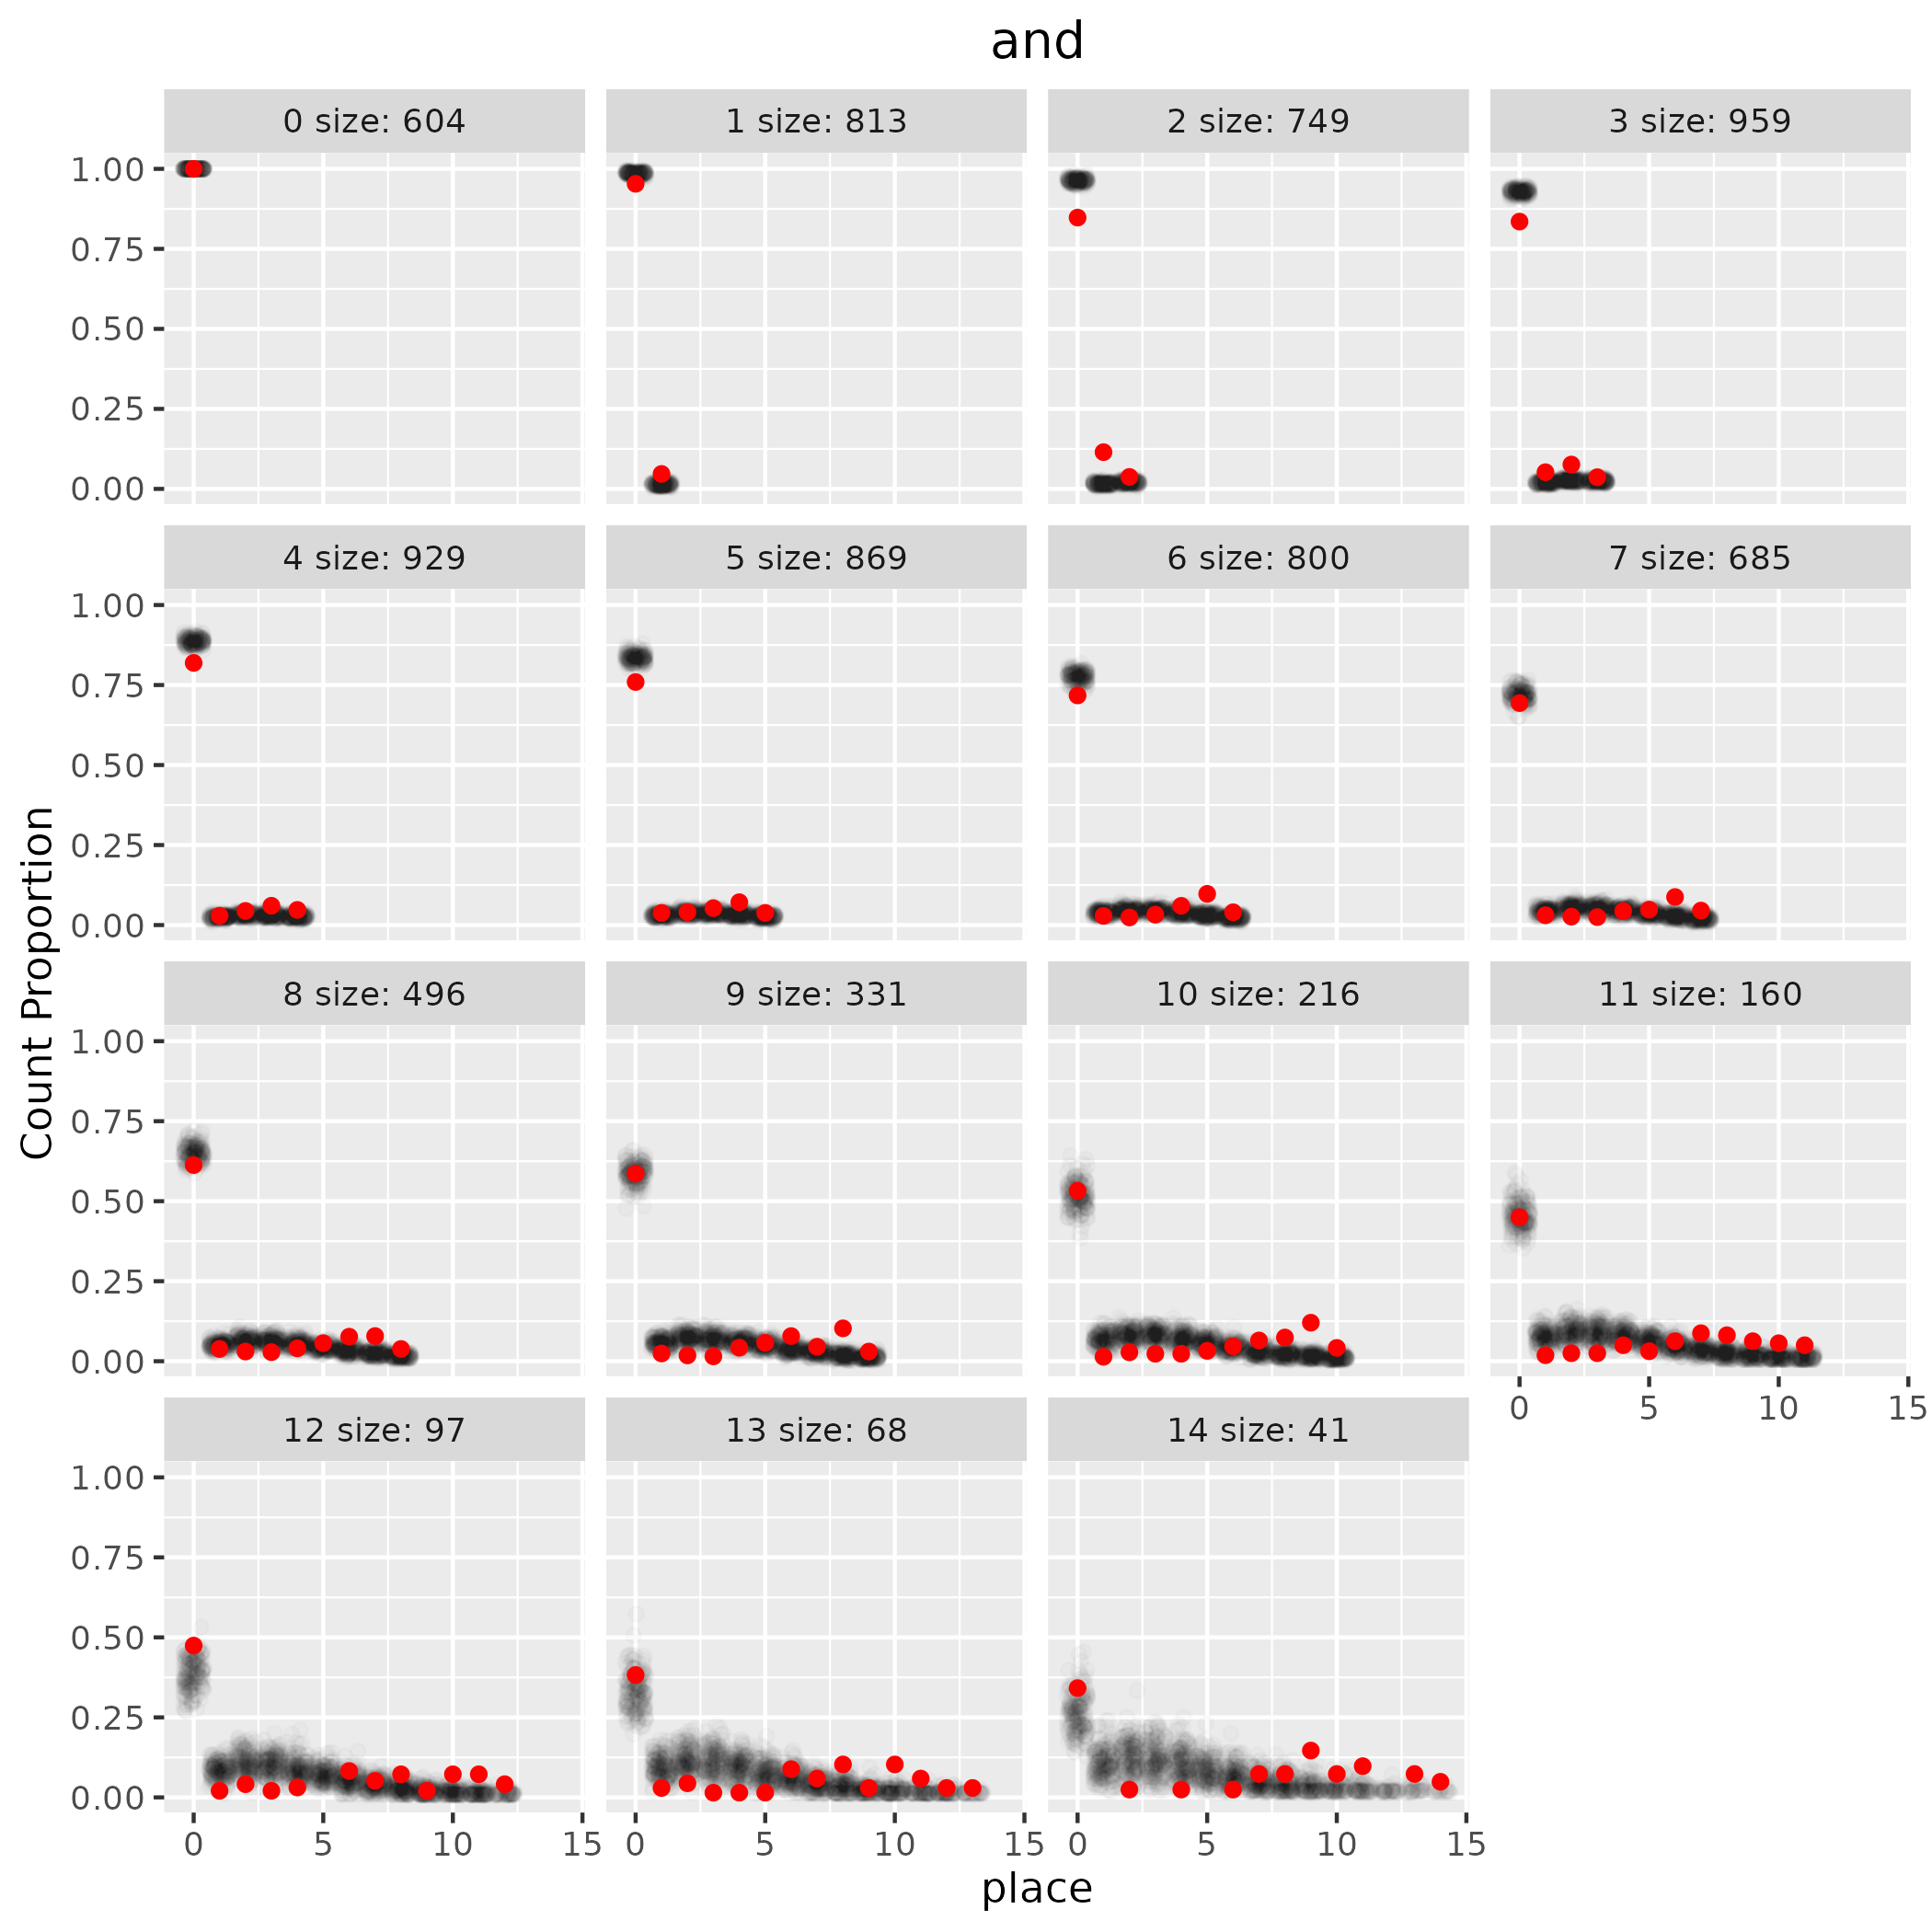 and
0 size: 604
1 size: 813
2 size: 749
3 size: 959
1.00
0.75
0.50
0.25
0.00
4 size: 929
5 size: 869
6 size: 800
7 size: 685
1.00
0.75
0.50
0.25
0.00
Count Proportion
8 size: 496
9 size: 331
10 size: 216
11 size: 160
1.00
0.75
0.50
0.25
0.00
0 5 10 15
12 size: 97
13 size: 68
14 size: 41
1.00
0.75
0.50
0.25
0.00
0 5 10 15
0 5 10 15
0 5 10 15
place